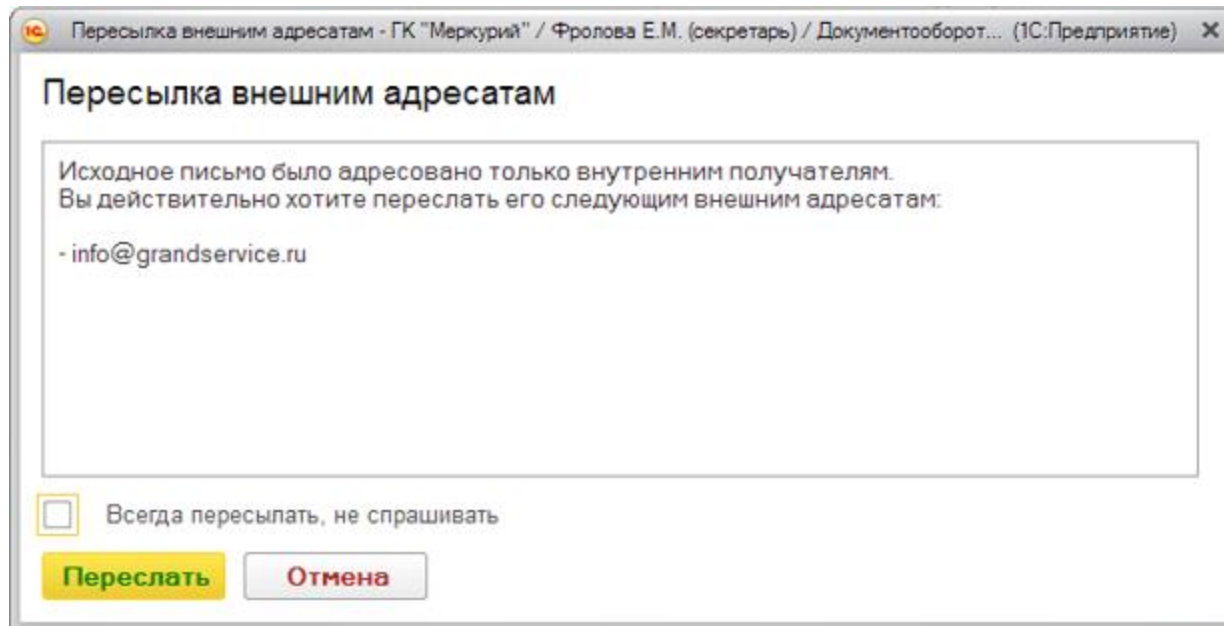 1С Пересылка внешним адресатам - ГК "Меркурий" / Фролова Е.М. (секретарь) / Документооборот... (1С:Предприятие)
Пересылка внешним адресатам
Исходное письмо было адресовано только внутренним получателям.
Вы действительно хотите переслать его следующим внешним адресатам:
- info@grandservice.ru
Всегда пересылать, не спрашивать
Переслать Отмена